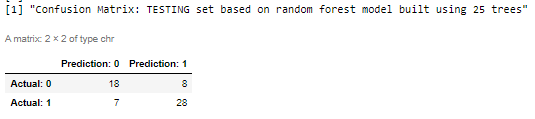 [1] "Confusion Matrix: TESTING set based on random forest model built using 25 trees"
A matrix: 2 × 2 of type chr
Prediction: 0 Prediction: 1
Actual: 0 18 8
Actual: 1 7 28